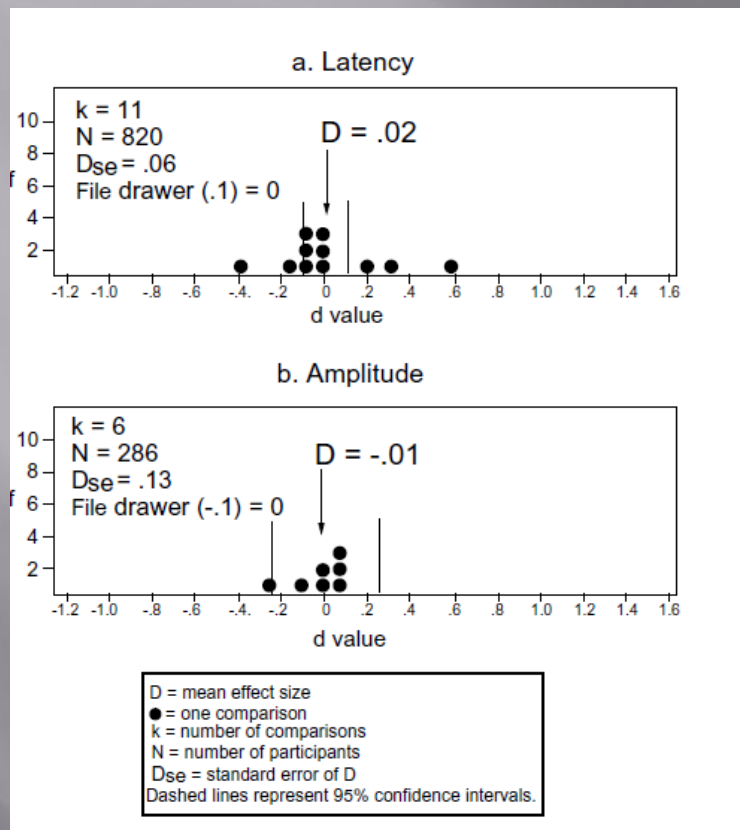 a. Latency
k = 11
N = 820
Dse = .06
File drawer (.1) = 0
D = .02
10
8
f 6
4
2
-1.2 -1.0 -.8 -.6 -.4. -.2 0 .2 .4 .6 .8 1.0 1.2 1.4 1.6
d value
b. Amplitude
k = 6
N = 286
Dse = .13
File drawer (-.1) = 0
D = -.01
10
8
f 6
4
2
-1.2 -1.0 -.8 -.6 -.4. -.2 0 .2 .4 .6 .8 1.0 1.2 1.4 1.6
d value
D = mean effect size
= one comparison
k = number of comparisons
N = number of participants
Dse = standard error of D
Dashed lines represent 95% confidence intervals.